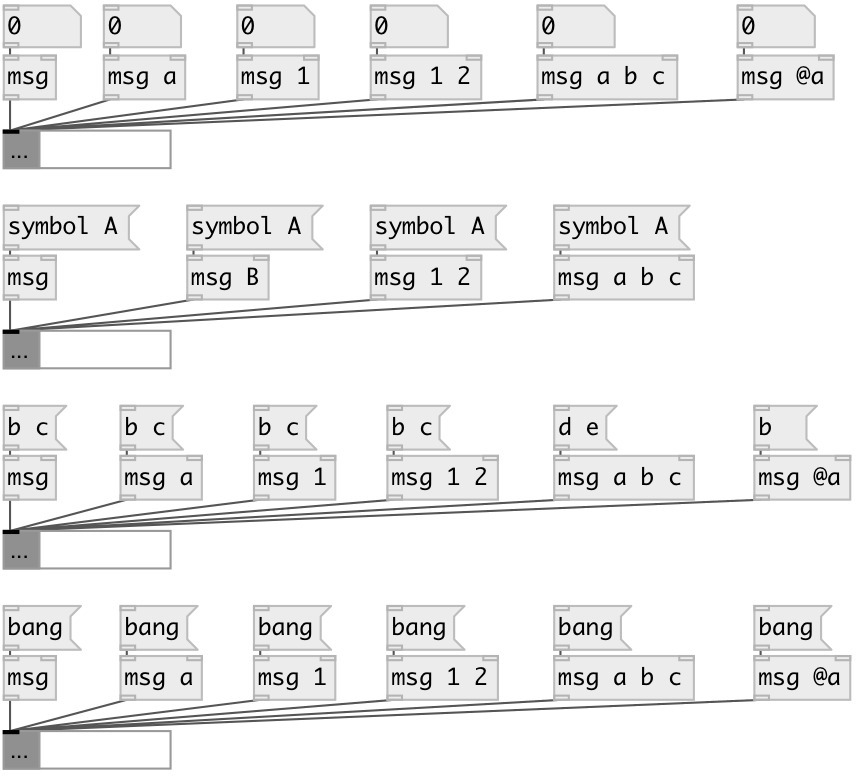 0 0 0 0 0 0
msg msg a msg 1 msg 1 2 msg a b c msg @a
...
symbol A symbol A symbol A symbol A
msg msg B msg 1 2 msg a b c
...
b c b c b c b c d e b
msg msg a msg 1 msg 1 2 msg a b c msg @a
...
bang bang bang bang bang bang
msg msg a msg 1 msg 1 2 msg a b c msg @a
...